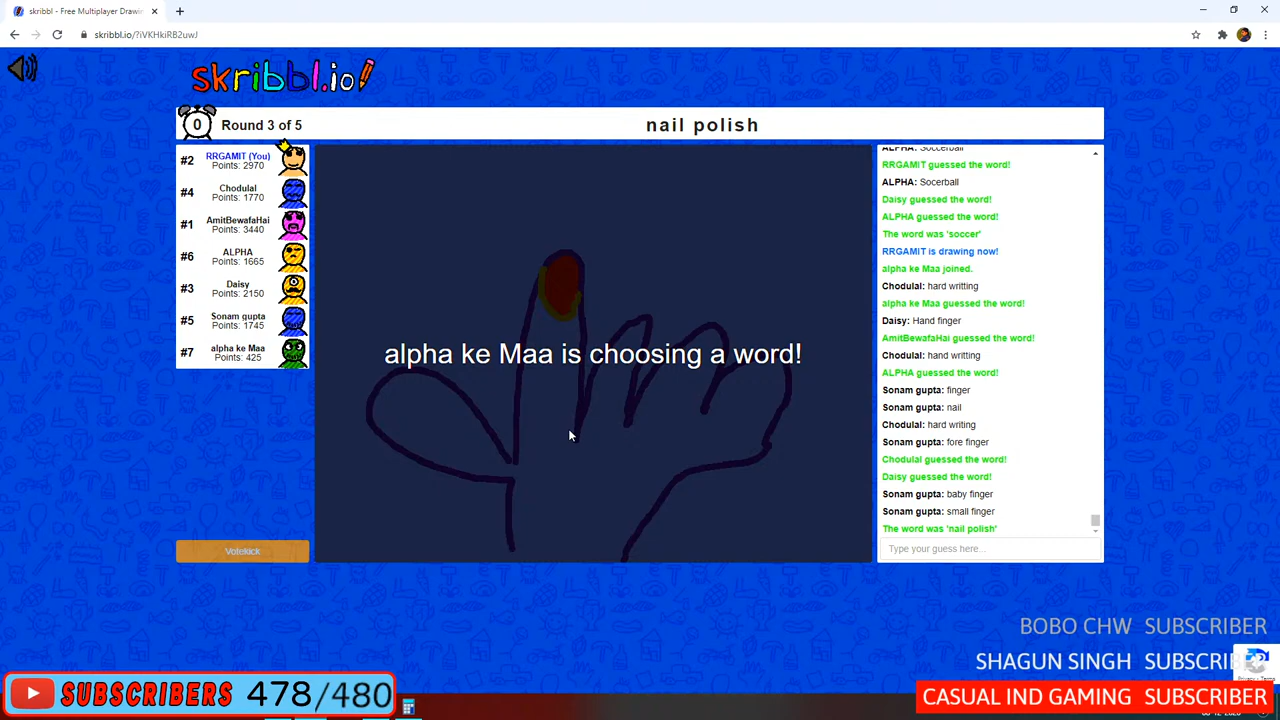 skribbl - Free Multiplayer Drawin
skribbl.io/?iVKHkiRB2uwJ
skribbl.io
0
Round 3 of 5
nail polish
#2 RRGAMIT (You)
Points: 2970
#4 Chodulal
Points: 1770
#1 AmitBewafaHai
Points: 3440
#6 ALPHA
Points: 1665
#3 Daisy
Points: 2150
#5 Sonam gupta
Points: 1745
#7 alpha ke Maa
Points: 425
Votekick
alpha ke Maa is choosing a word!
ALPHA: Soccerball
RRGAMIT guessed the word!
ALPHA: Socerball
Daisy guessed the word!
ALPHA guessed the word!
The word was 'soccer'
RRGAMIT is drawing now!
alpha ke Maa joined.
Chodulal: hard writting
alpha ke Maa guessed the word!
Daisy: Hand finger
AmitBewafaHai guessed the word!
Chodulal: hand writting
ALPHA guessed the word!
Sonam gupta: finger
Sonam gupta: nail
Chodulal: hard writing
Sonam gupta: fore finger
Chodulal guessed the word!
Daisy guessed the word!
Sonam gupta: baby finger
Sonam gupta: small finger
The word was 'nail polish'
Type your guess here...
BOBO CHW SUBSCRIBER
SHAGUN SINGH SUBSCRIB
CASUAL IND GAMING SUBSCRIBER
Privacy - Terms
SUBSCRIBERS 478/480